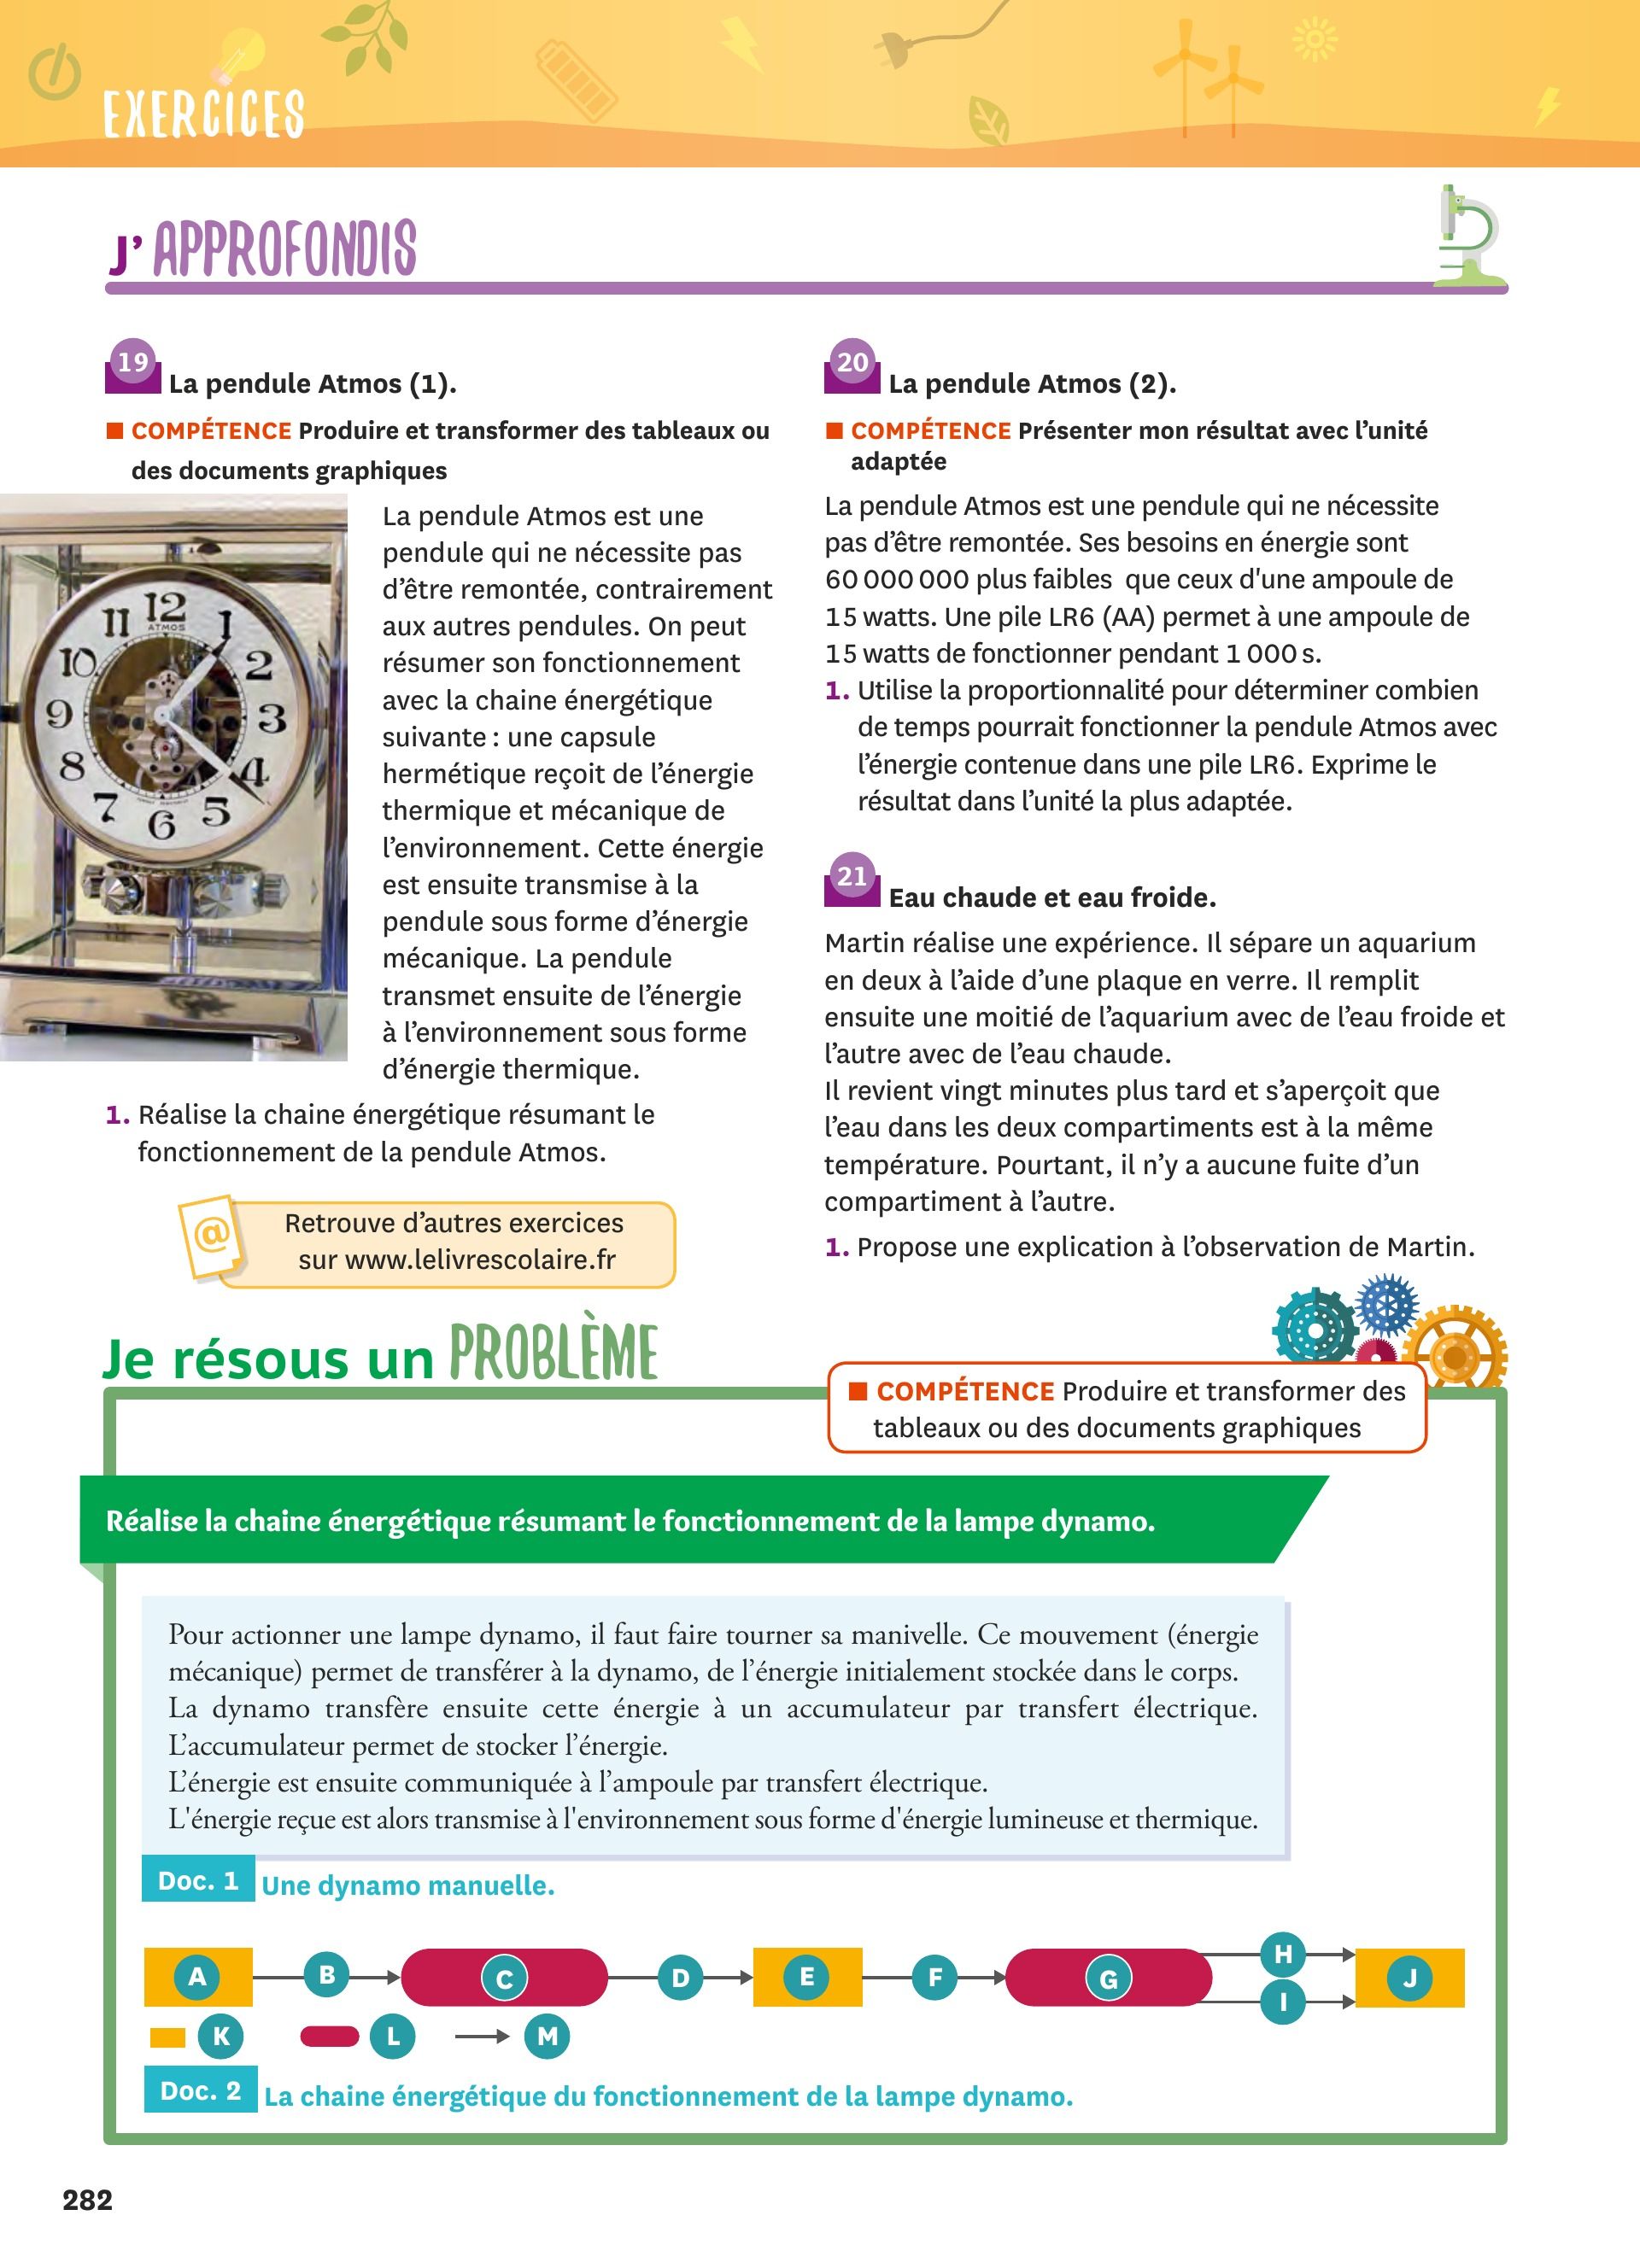 EXERCICES
J’APPROFONDIS
19
La pendule Atmos (1).
COMPÉTENCE Produire et transformer des tableaux ou
des documents graphiques
12
11
1
ATMOS
10
2
9
3
8
4
7
5
6
La pendule Atmos est une
pendule qui ne nécessite pas
d’être remontée, contrairement
aux autres pendules. On peut
résumer son fonctionnement
avec la chaine énergétique
suivante : une capsule
hermétique reçoit de l’énergie
thermique et mécanique de
l’environnement. Cette énergie
est ensuite transmise à la
pendule sous forme d’énergie
mécanique. La pendule
transmet ensuite de l’énergie
à l’environnement sous forme
d’énergie thermique.
1. Réalise la chaine énergétique résumant le
fonctionnement de la pendule Atmos.
@
Retrouve d’autres exercices
sur www.lelivrescolaire.fr
20
La pendule Atmos (2).
COMPÉTENCE Présenter mon résultat avec l’unité
adaptée
La pendule Atmos est une pendule qui ne nécessite
pas d’être remontée. Ses besoins en énergie sont
60 000 000 plus faibles que ceux d'une ampoule de
15 watts. Une pile LR6 (AA) permet à une ampoule de
15 watts de fonctionner pendant 1 000 s.
1. Utilise la proportionnalité pour déterminer combien
de temps pourrait fonctionner la pendule Atmos avec
l’énergie contenue dans une pile LR6. Exprime le
résultat dans l’unité la plus adaptée.
21
Eau chaude et eau froide.
Martin réalise une expérience. Il sépare un aquarium
en deux à l’aide d’une plaque en verre. Il remplit
ensuite une moitié de l’aquarium avec de l’eau froide et
l’autre avec de l’eau chaude.
Il revient vingt minutes plus tard et s’aperçoit que
l’eau dans les deux compartiments est à la même
température. Pourtant, il n’y a aucune fuite d’un
compartiment à l’autre.
1. Propose une explication à l’observation de Martin.
Je résous un PROBLÈME
COMPÉTENCE Produire et transformer des
tableaux ou des documents graphiques
Réalise la chaine énergétique résumant le fonctionnement de la lampe dynamo.
Pour actionner une lampe dynamo, il faut faire tourner sa manivelle. Ce mouvement (énergie
mécanique) permet de transférer à la dynamo, de l’énergie initialement stockée dans le corps.
La dynamo transfère ensuite cette énergie à un accumulateur par transfert électrique.
L’accumulateur permet de stocker l’énergie.
L’énergie est ensuite communiquée à l’ampoule par transfert électrique.
L'énergie reçue est alors transmise à l'environnement sous forme d'énergie lumineuse et thermique.
Doc. 1 Une dynamo manuelle.
A
B
C
D
E
F
G
H
I
J
K
L
M
Doc. 2 La chaine énergétique du fonctionnement de la lampe dynamo.
282